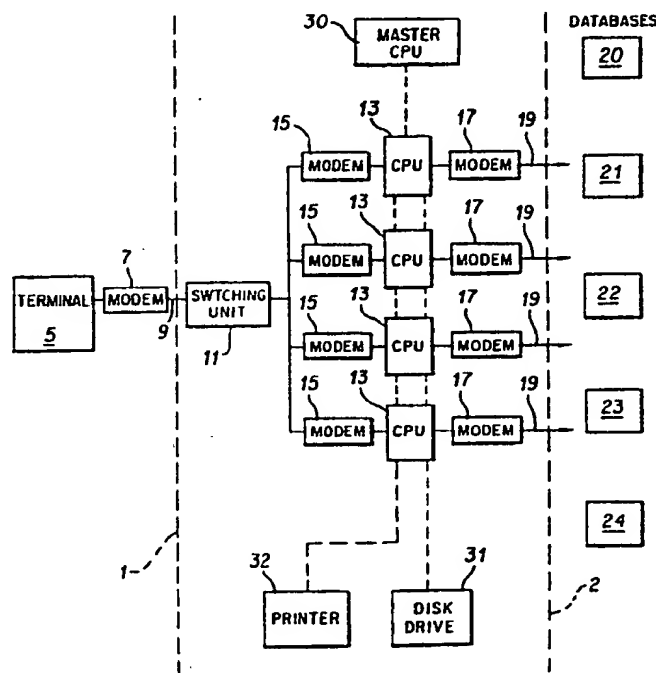 30
MASTER
CPU
DATABASES
20
15
13
17
19
MODEM
CPU
MODEM
21
15
13
17
19
MODEM
CPU
MODEM
7
TERMINAL
5
MODEM
9
SWTCHING
UNIT
11
22
15
13
17
19
MODEM
CPU
MODEM
23
15
13
17
19
MODEM
CPU
MODEM
24
1
32
PRINTER
31
DISK
DRIVE
2